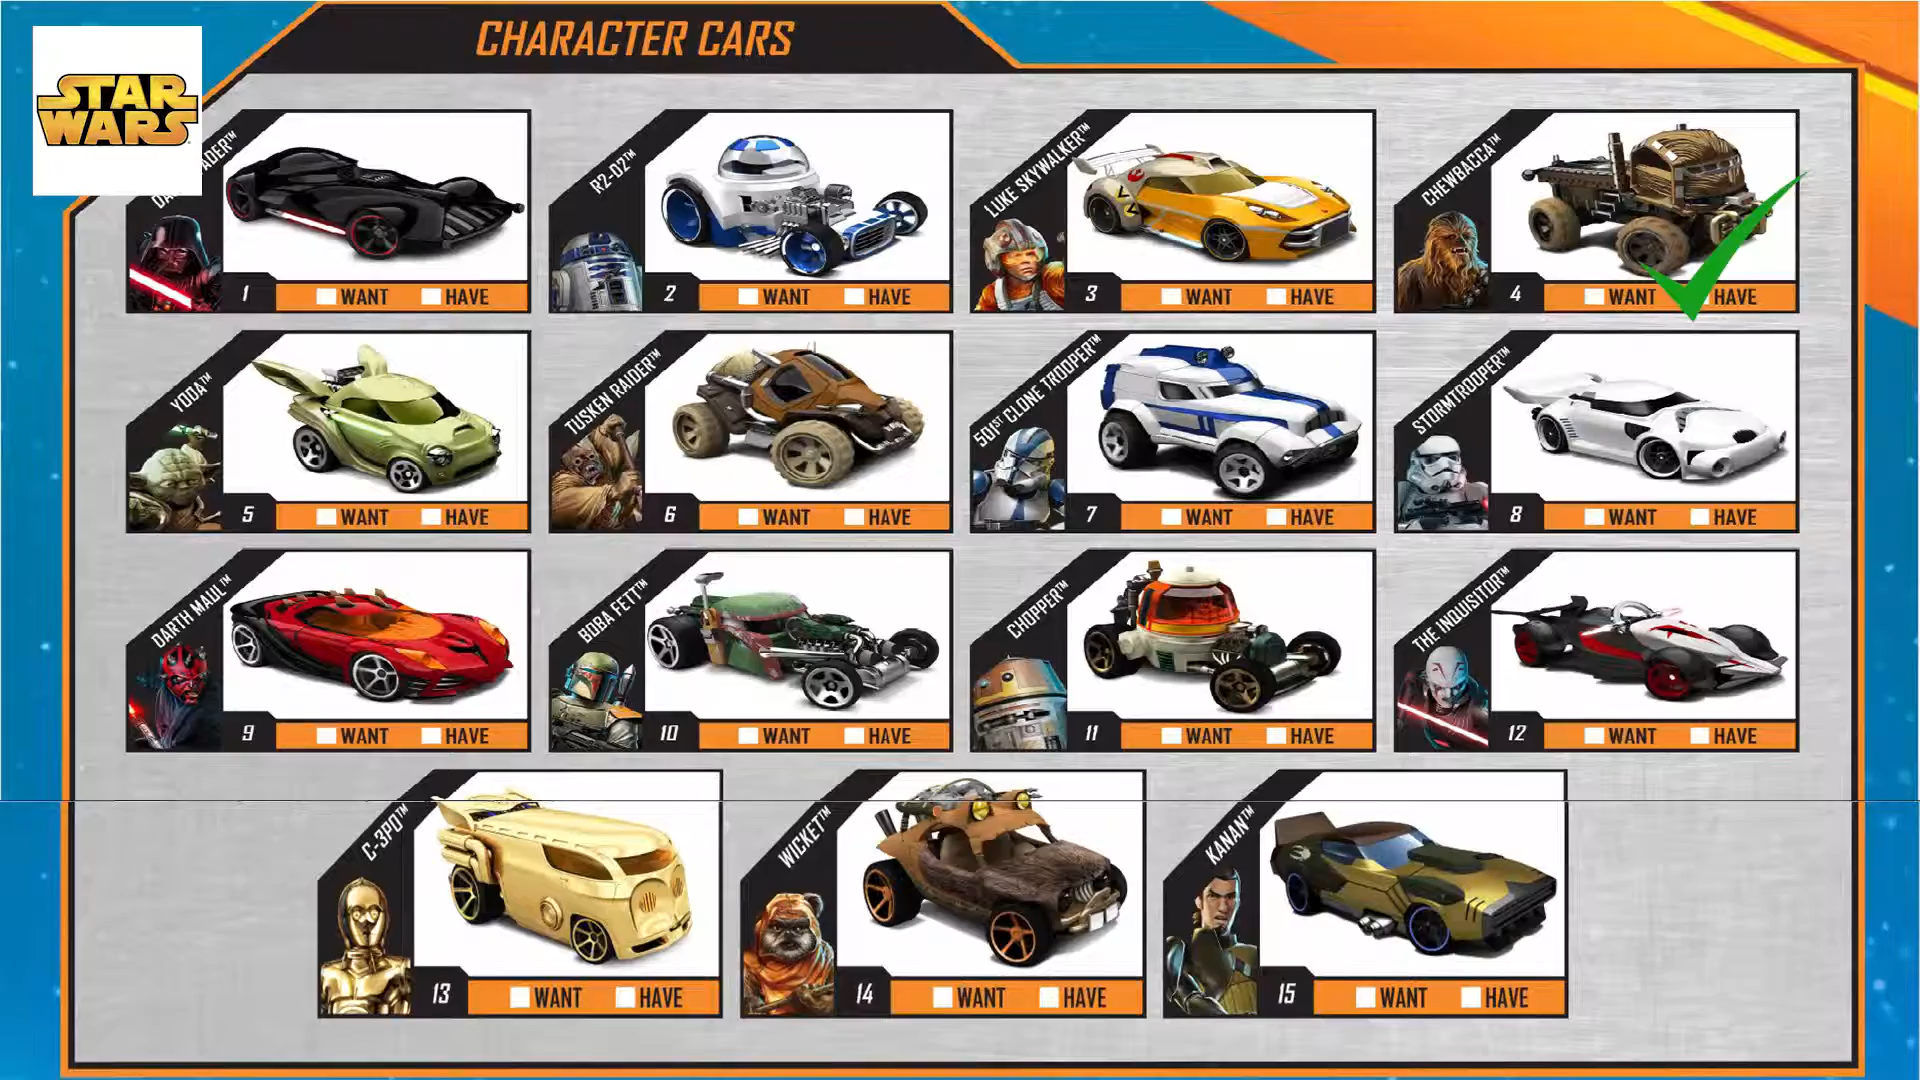 CHARACTER CARS
STAR
WARS
R2-D2™
LUKE SKYWALKER™
CHEWBACCA™
1 WANT HAVE
2 WANT HAVE
3 WANT HAVE
4 WANT HAVE
YODA™
TUSKEN RAIDER™
501ST CLONE TROOPER™
STORMTROOPER™
5 WANT HAVE
6 WANT HAVE
7 WANT HAVE
8 WANT HAVE
DARTH MAUL™
BOBA FETT™
CHOPPER™
THE INQUISITOR™
9 WANT HAVE
10 WANT HAVE
11 WANT HAVE
12 WANT HAVE
C-3PO™
WICKET™
KANAN™
13 WANT HAVE
14 WANT HAVE
15 WANT HAVE